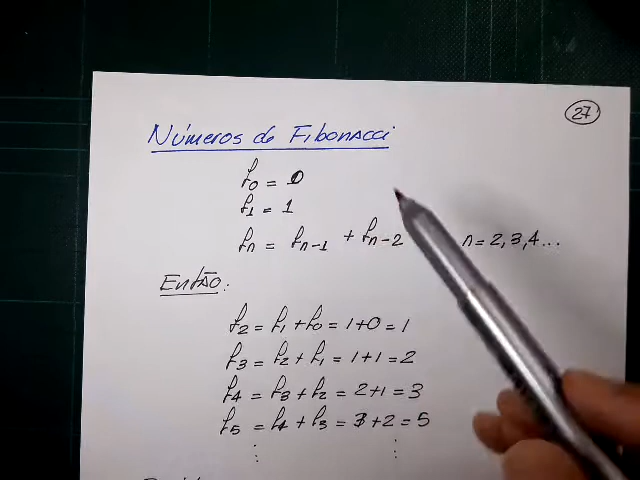 27
Números de Fibonacci
f0 = 0
f1 = 1
fn = fn-1 + fn-2 n = 2, 3, 4 ...
Então:
f2 = f1 + f0 = 1+0 = 1
f3 = f2 + f1 = 1+1 = 2
f4 = f3 + f2 = 2+1 = 3
f5 = f4 + f3 = 3+2 = 5
⋮ ⋮